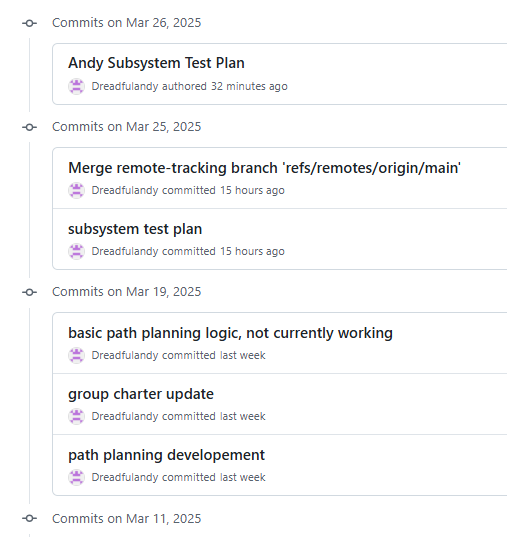 Commits on Mar 26, 2025
Andy Subsystem Test Plan
Dreadfulandy authored 32 minutes ago
Commits on Mar 25, 2025
Merge remote-tracking branch 'refs/remotes/origin/main'
Dreadfulandy committed 15 hours ago
subsystem test plan
Dreadfulandy committed 15 hours ago
Commits on Mar 19, 2025
basic path planning logic, not currently working
Dreadfulandy committed last week
group charter update
Dreadfulandy committed last week
path planning developement
Dreadfulandy committed last week
Commits on Mar 11, 2025